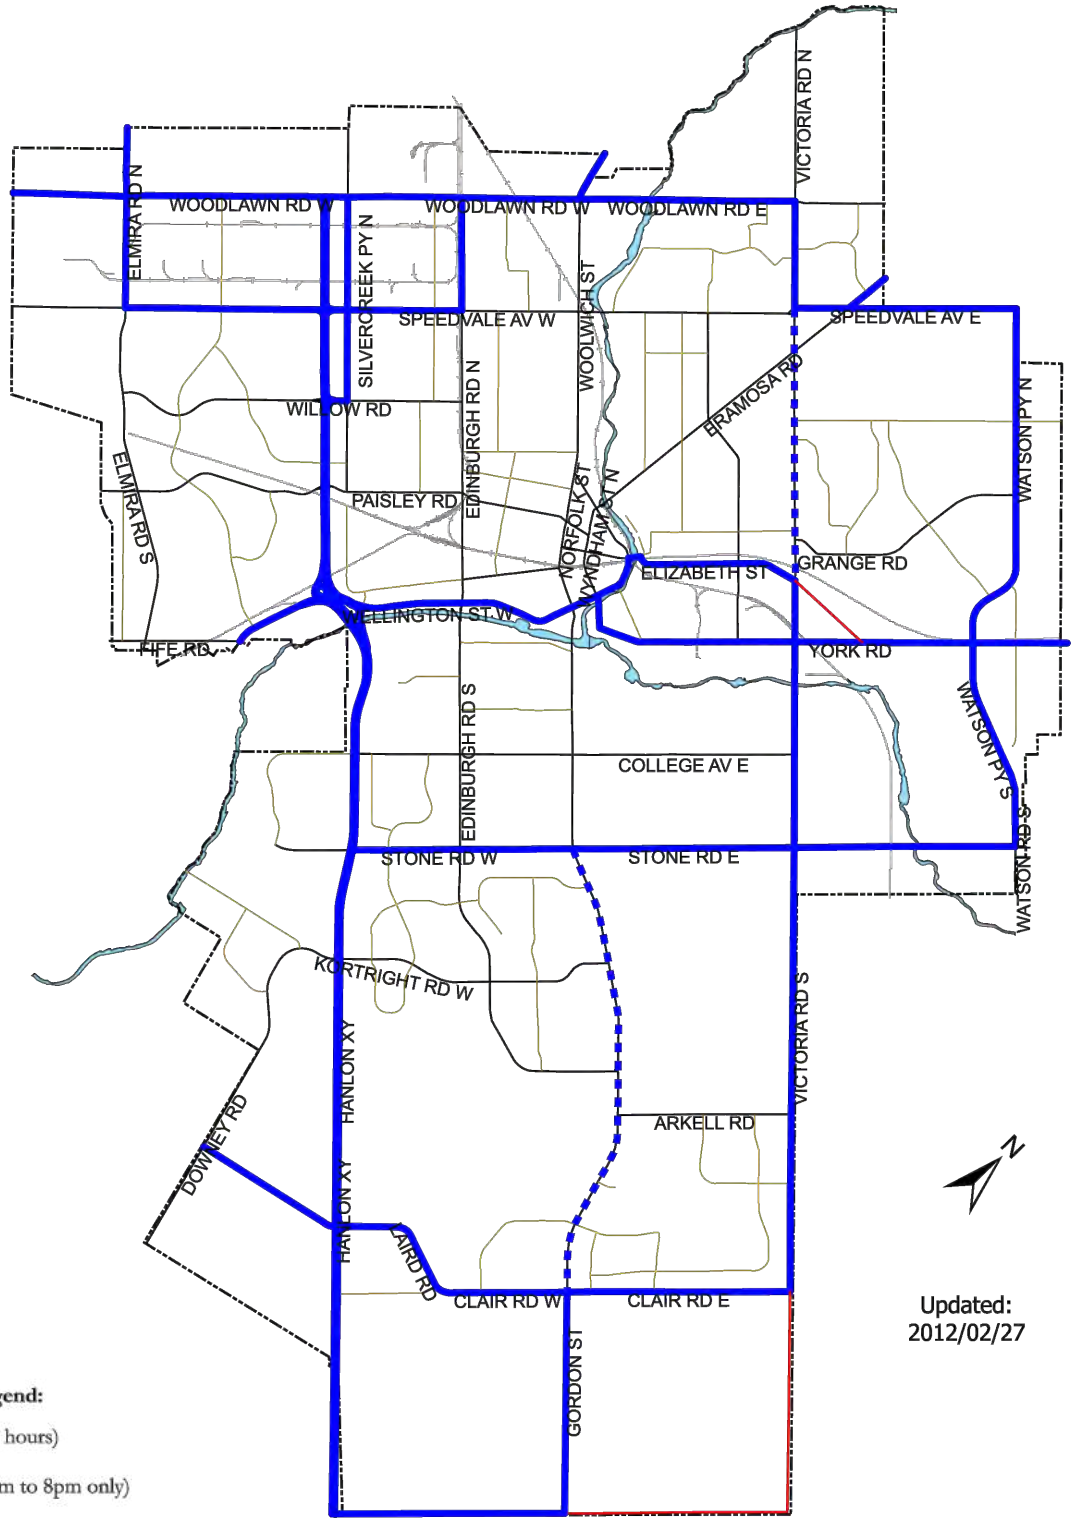 VICTORIA RD N
ELMIRA RD N
WOODLAWN RD W
WOODLAWN RD W
WOODLAWN RD E
SILVERCREEK PY N
WOOLWICH ST
SPEEDVALE AV W
SPEEDVALE AV E
EDINBURGH RD N
ERAMOSA RD
WATSON PY N
WILLOW RD
ELMIRA RD S
PAISLEY RD
NORFOLK ST
WYNDHAM ST N
ELIZABETH ST
GRANGE RD
WELLINGTON ST W
FIFE RD
YORK RD
EDINBURGH RD S
WATSON PY S
COLLEGE AV E
STONE RD W
STONE RD E
WATSON RD S
KORTRIGHT RD W
VICTORIA RD S
HANLON XY
ARKELL RD
DOWNEY RD
N
HANLON XY
LAIRD RD
CLAIR RD W
CLAIR RD E
GORDON ST
Updated:
2012/02/27
gend:
hours)
m to 8pm only)